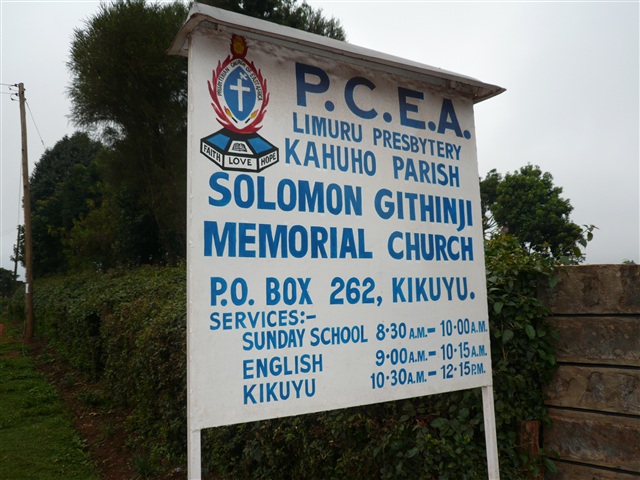 P.C.E.A.
LIMURU PRESBYTERY
KAHUHO PARISH
SOLOMON GITHINJI
MEMORIAL CHURCH
P.O. BOX 262, KIKUYU.
SERVICES:-
SUNDAY SCHOOL 8·30 A.M.- 10·00 A.M.
ENGLISH 9·00 A.M.- 10·15 A.M.
KIKUYU 10·30 A.M.- 12·15 P.M.
FAITH LOVE HOPE